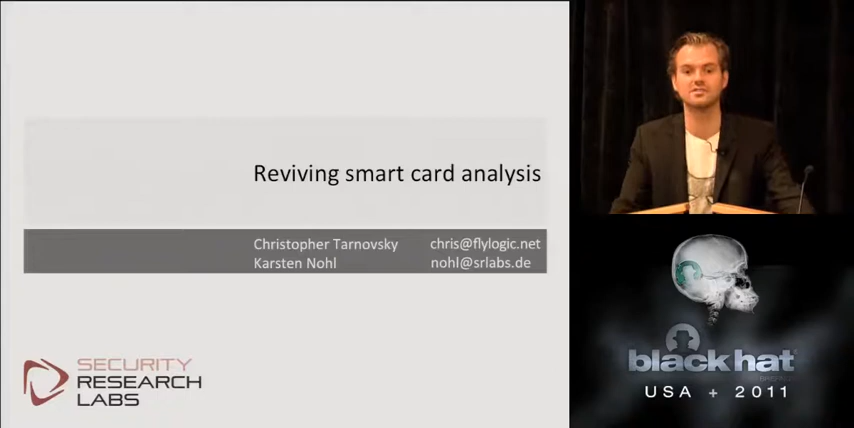 Reviving smart card analysis
Christopher Tarnovsky chris@flylogic.net
Karsten Nohl nohl@srlabs.de
SECURITY
RESEARCH
LABS
black hat
USA + 2011